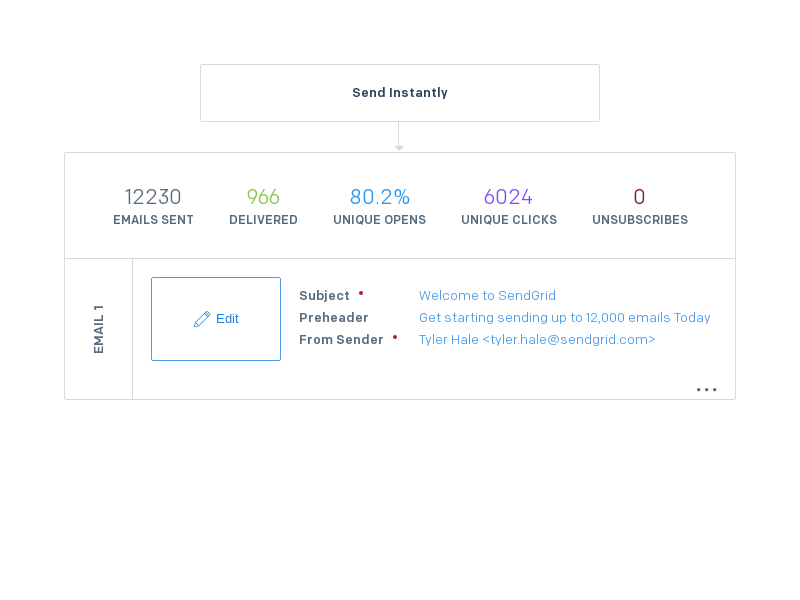 Send Instantly
12230 966 80.2% 6024 0
EMAILS SENT DELIVERED UNIQUE OPENS UNIQUE CLICKS UNSUBSCRIBES
EMAIL 1
Edit
Subject Welcome to SendGrid
Preheader Get starting sending up to 12,000 emails Today
From Sender Tyler Hale <tyler.hale@sendgrid.com>